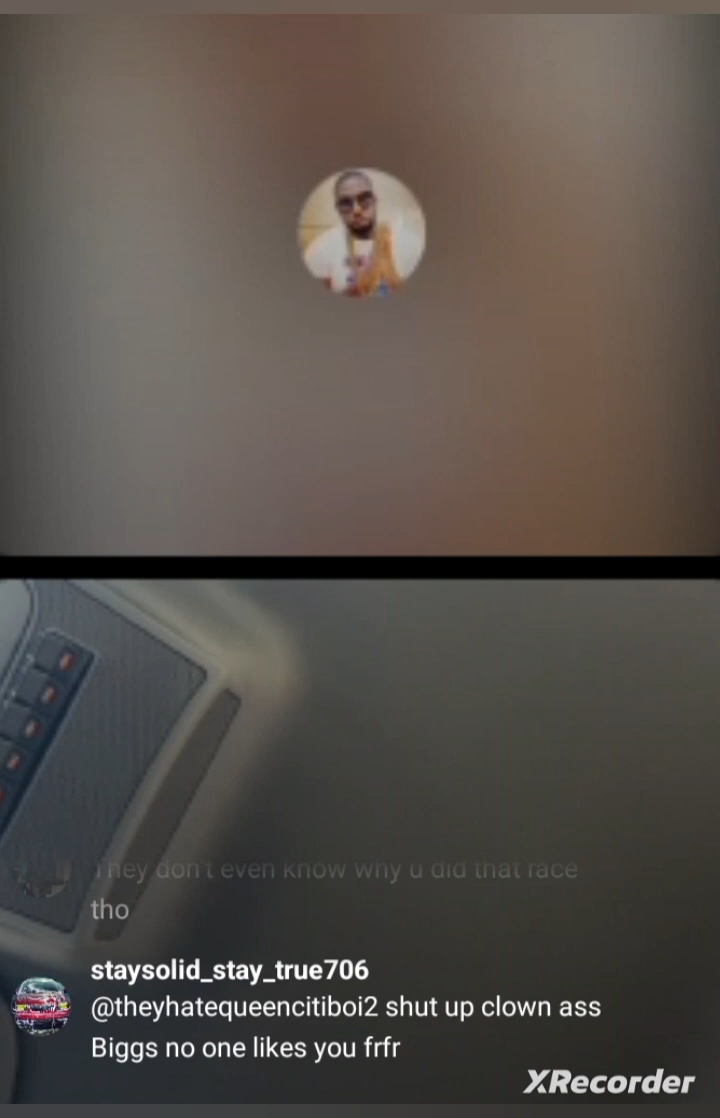 They don't even know why u did that race
tho
staysolid_stay_true706
@theyhatequeencitiboi2 shut up clown ass
Biggs no one likes you frfr
XRecorder